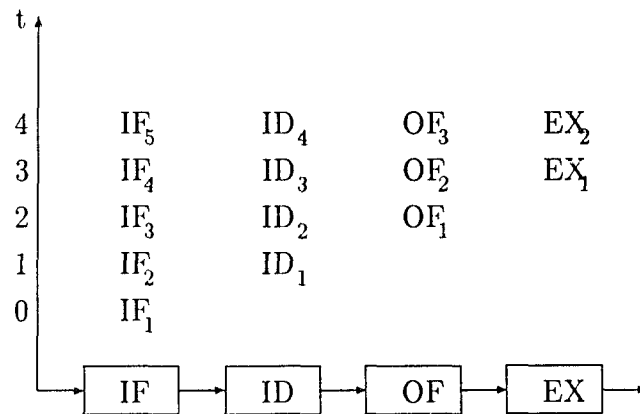 t
4 IF₅ ID₄ OF₃ EX₂
3 IF₄ ID₃ OF₂ EX₁
2 IF₃ ID₂ OF₁
1 IF₂ ID₁
0 IF₁
IF ID OF EX